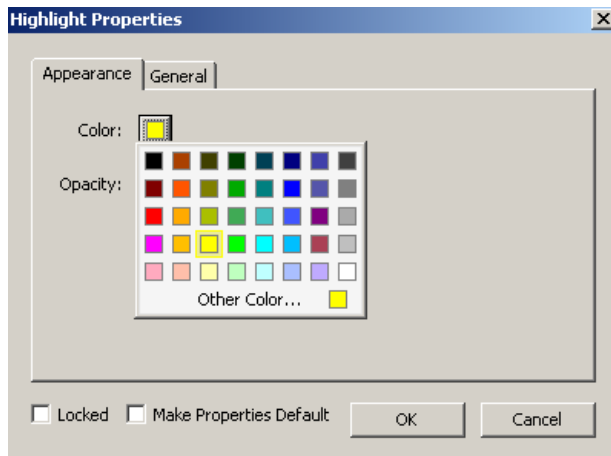 Highlight Properties
Appearance General
Color:
Opacity:
Other Color...
Locked Make Properties Default OK Cancel